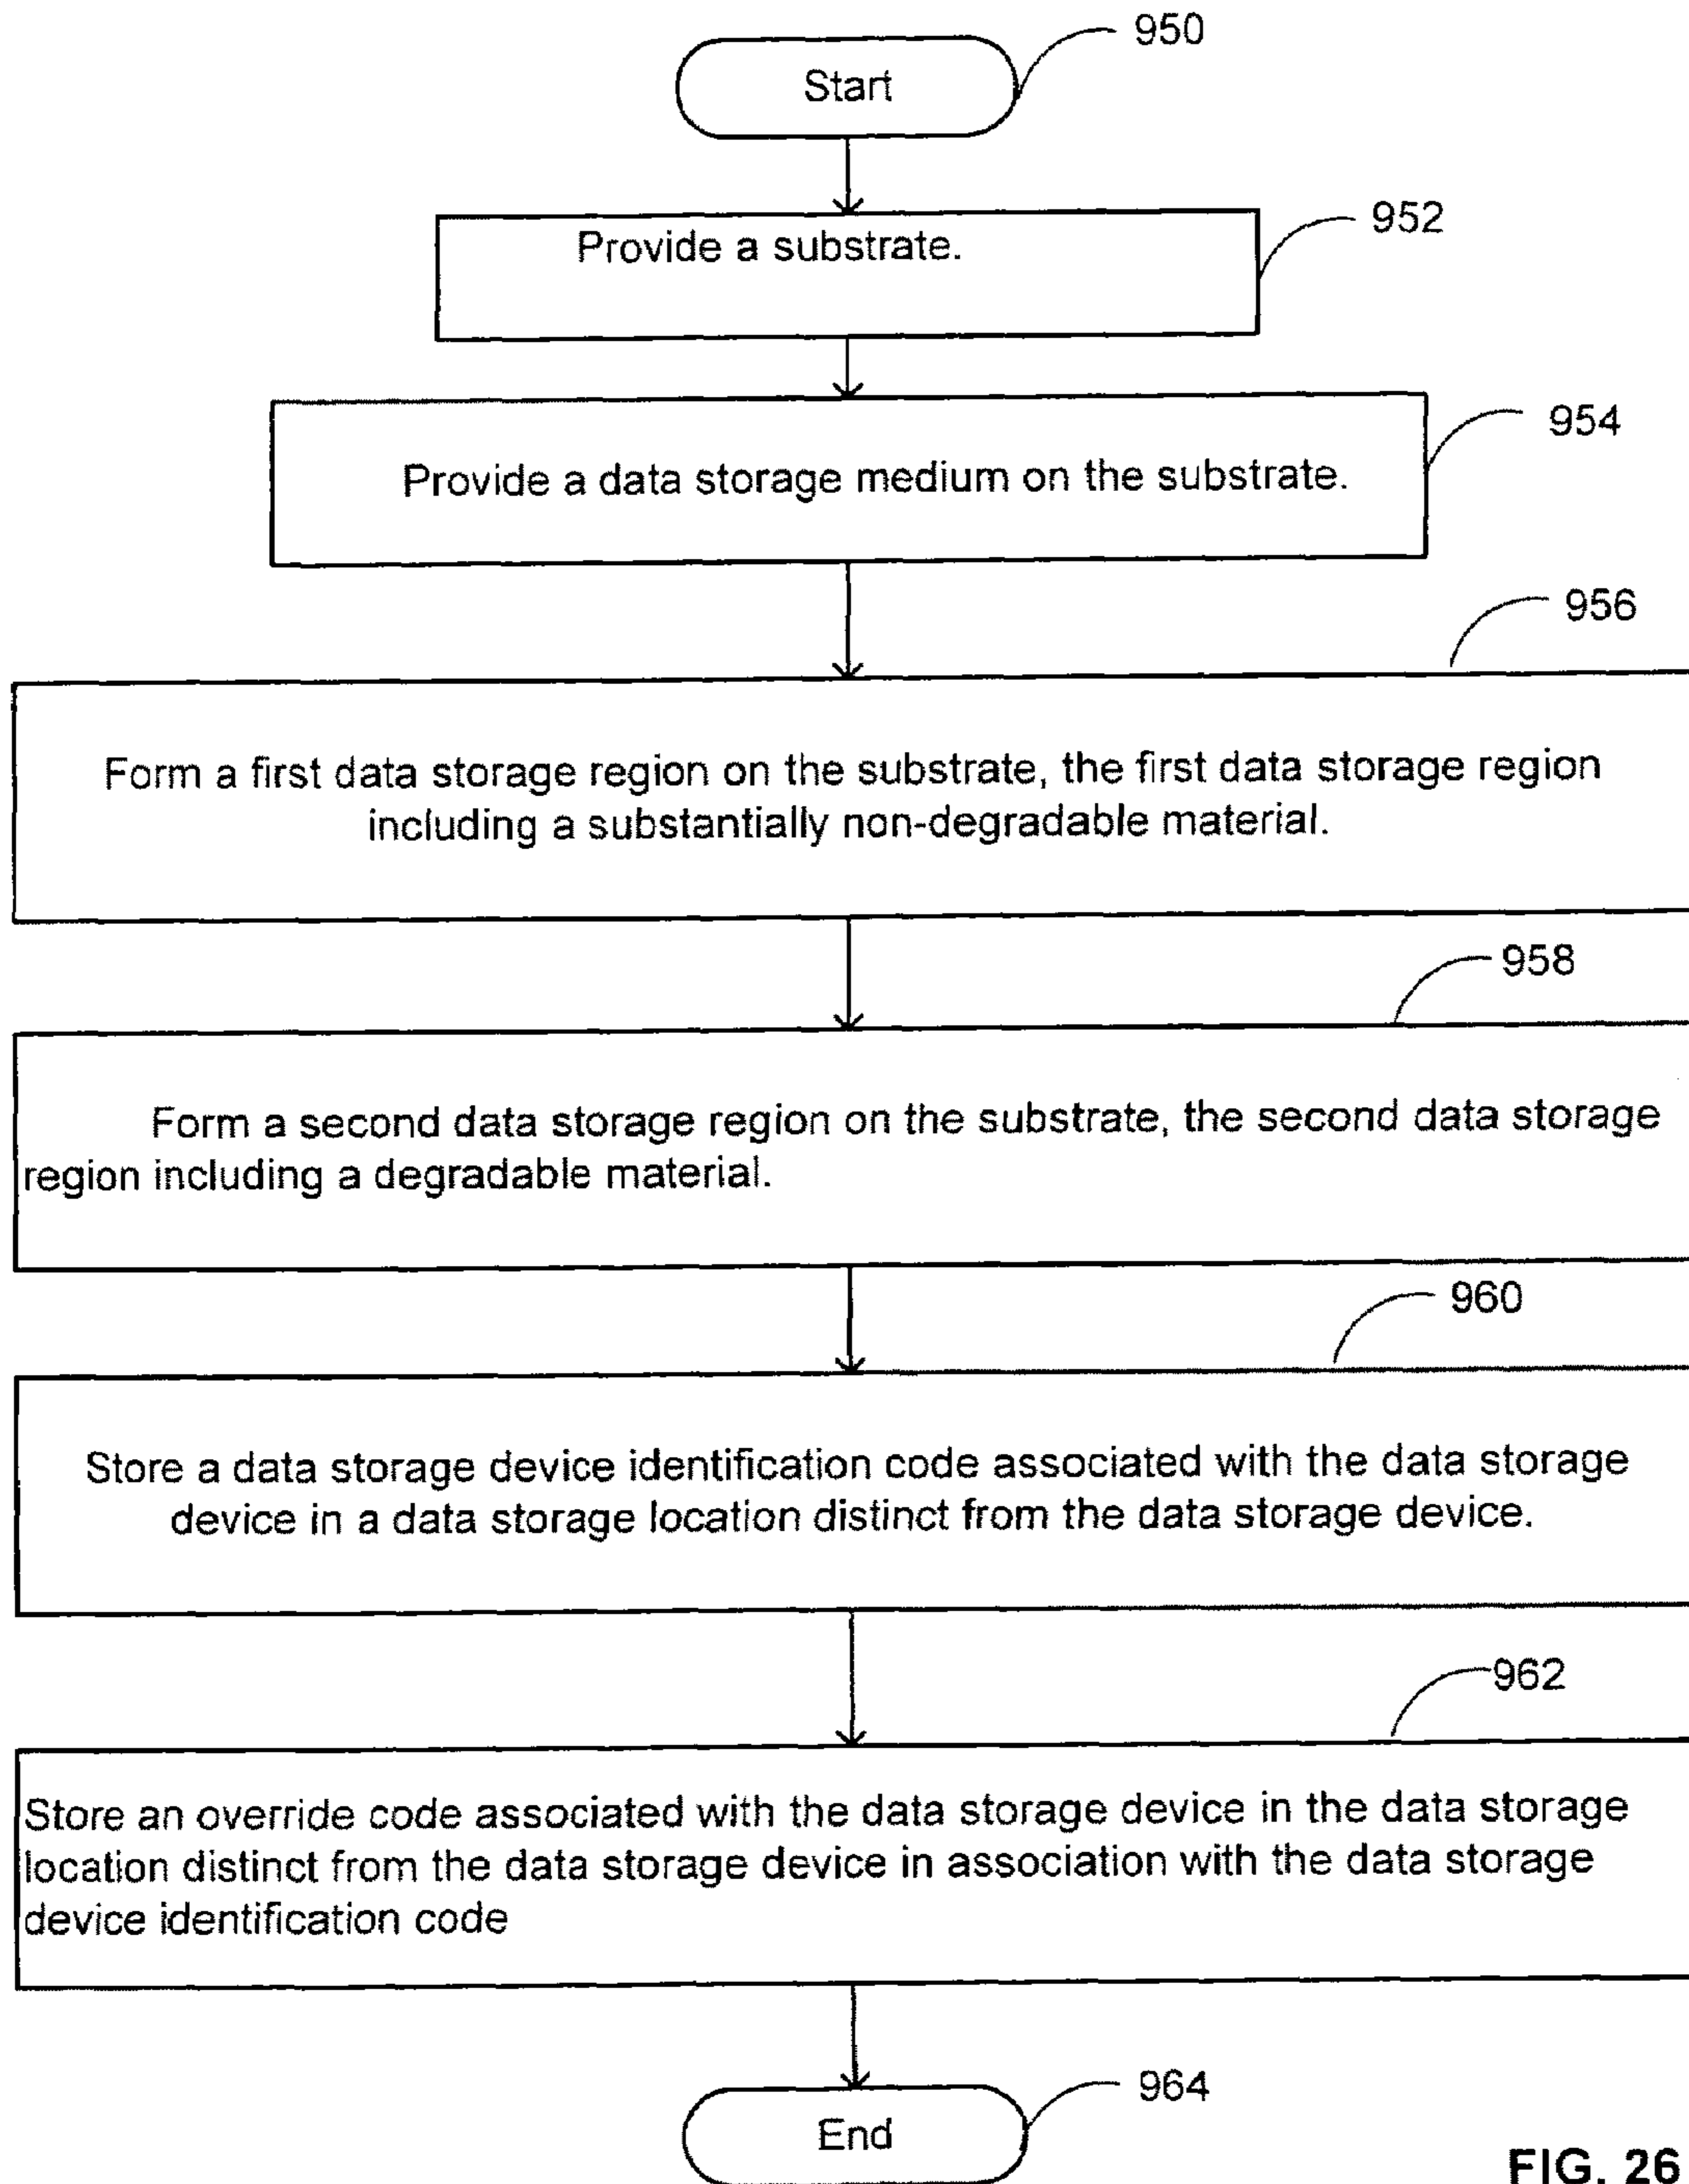 950
Start
952
Provide a substrate.
954
Provide a data storage medium on the substrate.
956
Form a first data storage region on the substrate, the first data storage region
including a substantially non-degradable material.
958
Form a second data storage region on the substrate, the second data storage
region including a degradable material.
960
Store a data storage device identification code associated with the data storage
device in a data storage location distinct from the data storage device.
962
Store an override code associated with the data storage device in the data storage
location distinct from the data storage device in association with the data storage
device identification code
964
End
FIG. 26